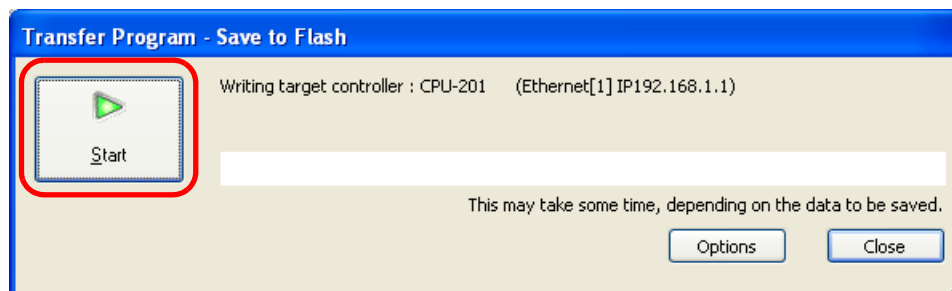 Transfer Program - Save to Flash
Writing target controller : CPU-201 (Ethernet[1] IP192.168.1.1)
Start
This may take some time, depending on the data to be saved.
Options Close